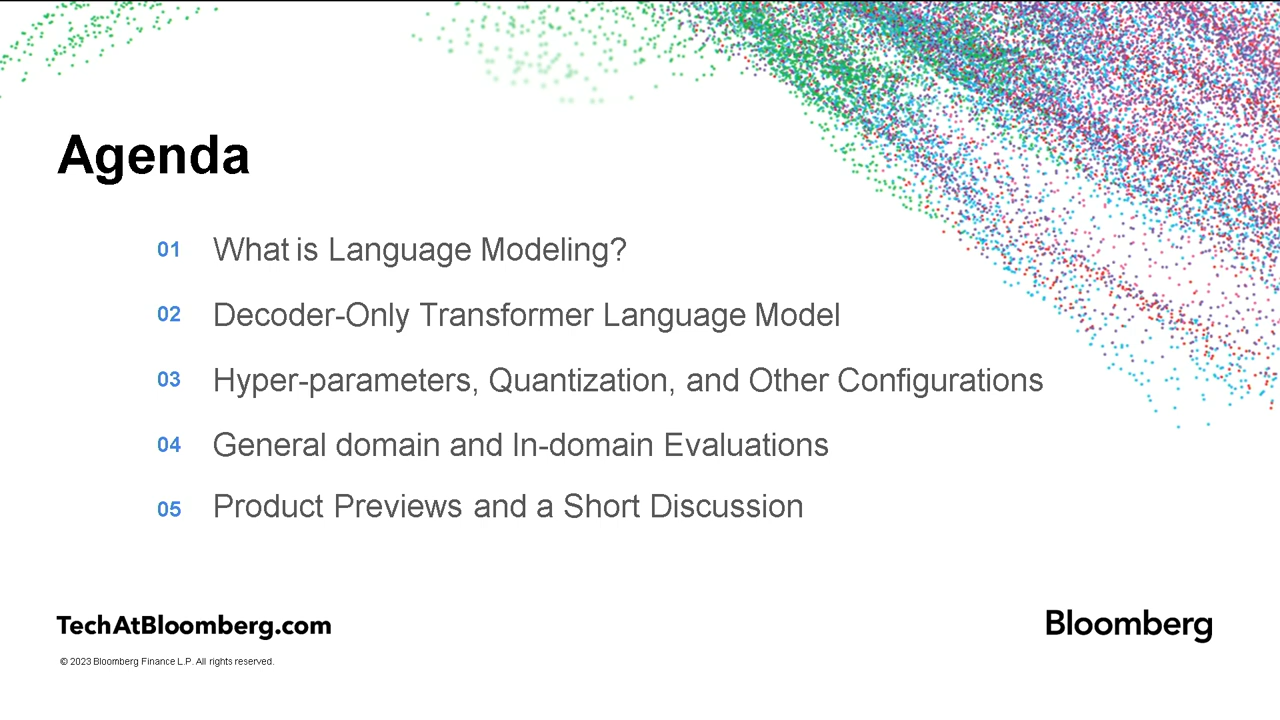 Agenda
01 What is Language Modeling?
02 Decoder-Only Transformer Language Model
03 Hyper-parameters, Quantization, and Other Configurations
04 General domain and In-domain Evaluations
05 Product Previews and a Short Discussion
TechAtBloomberg.com
Bloomberg
© 2023 Bloomberg Finance L.P. All rights reserved.